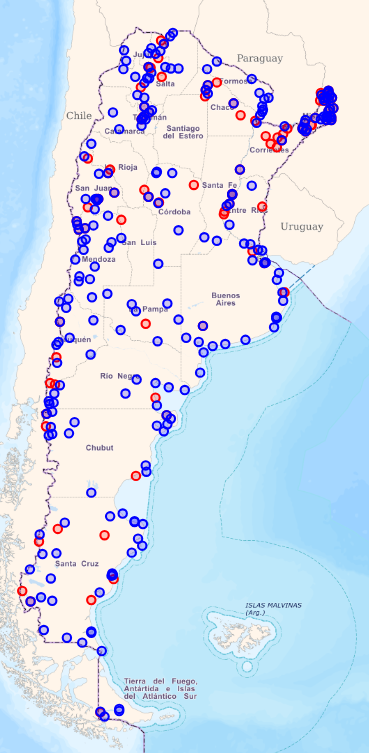 Paraguay
Salta
Formosa
Chile
Chaco
Santiago
del Estero
Catamarca
Corrientes
Rioja
San Juan
Santa Fe
Entre Ríos
Córdoba
Uruguay
San Luis
Mendoza
Buenos
Aires
Pampa
Neuquén
Río Negro
Chubut
Santa Cruz
ISLAS MALVINAS
(Arg.)
Tierra del Fuego,
Antártida e Islas
del Atlántico Sur